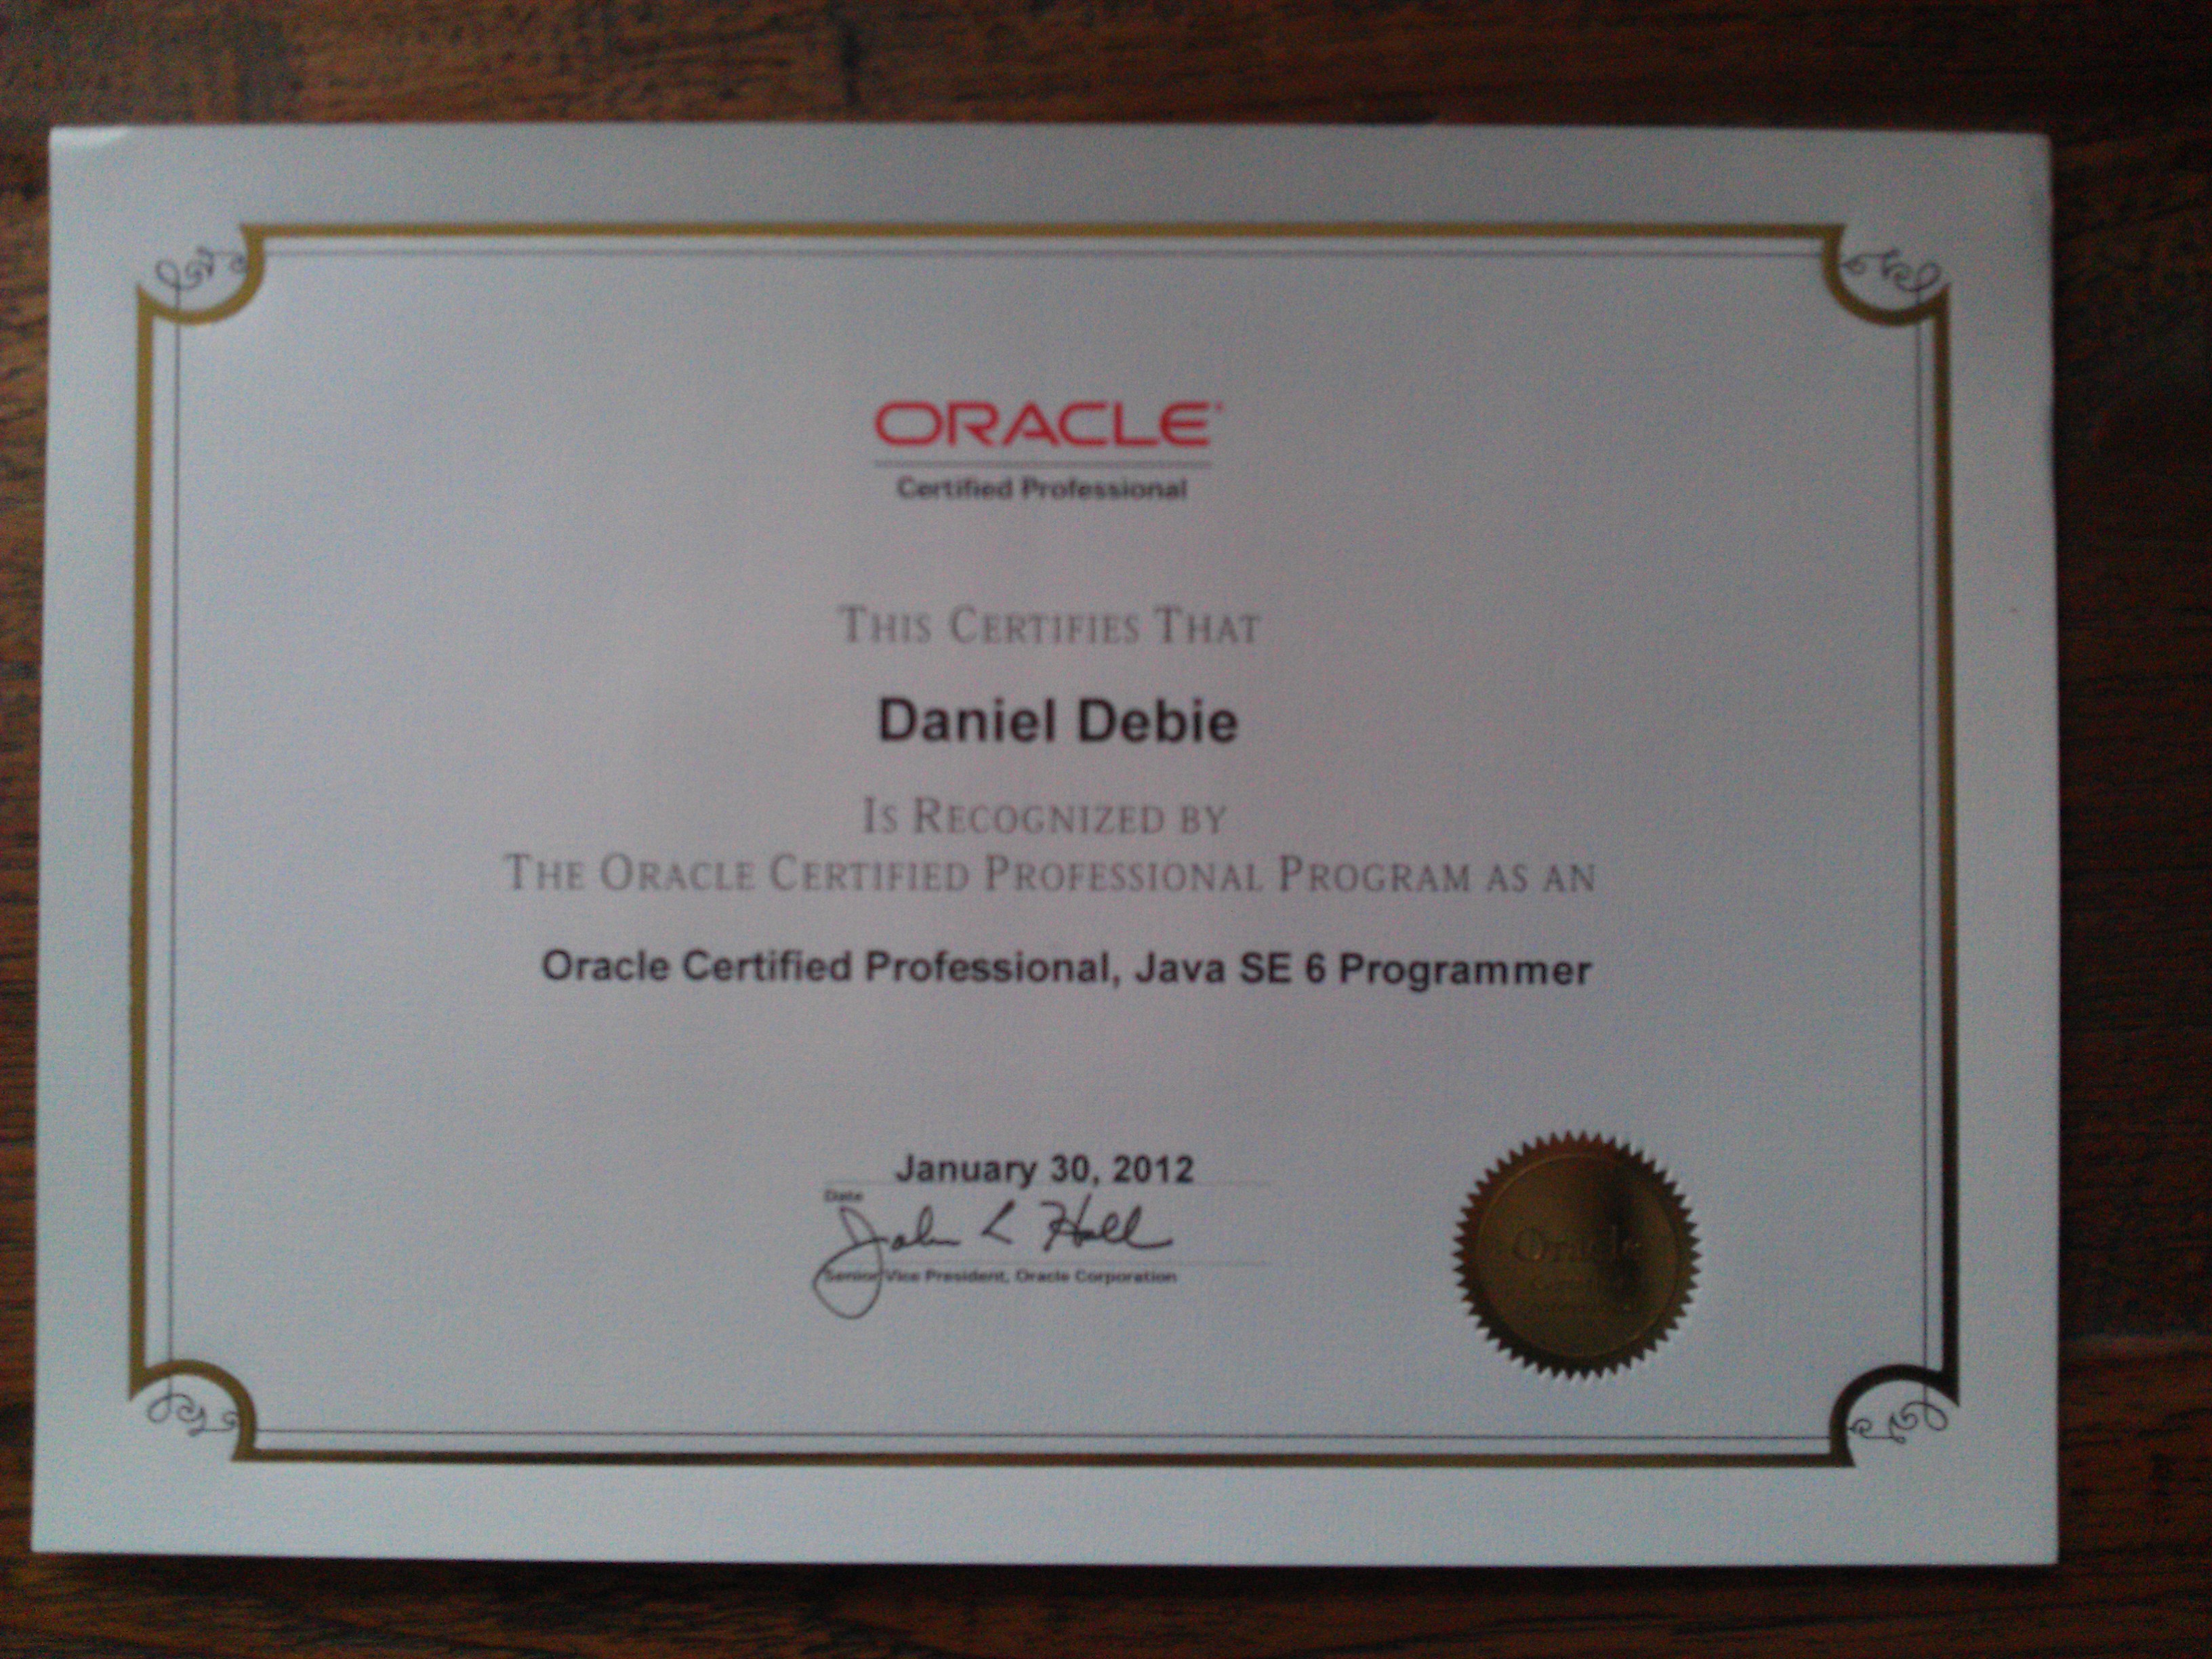 ORACLE
Certified Professional
THIS CERTIFIES THAT
Daniel Debie
IS RECOGNIZED BY
THE ORACLE CERTIFIED PROFESSIONAL PROGRAM AS AN
Oracle Certified Professional, Java SE 6 Programmer
January 30, 2012
Date
John L Hall
Senior Vice President, Oracle Corporation
Oracle